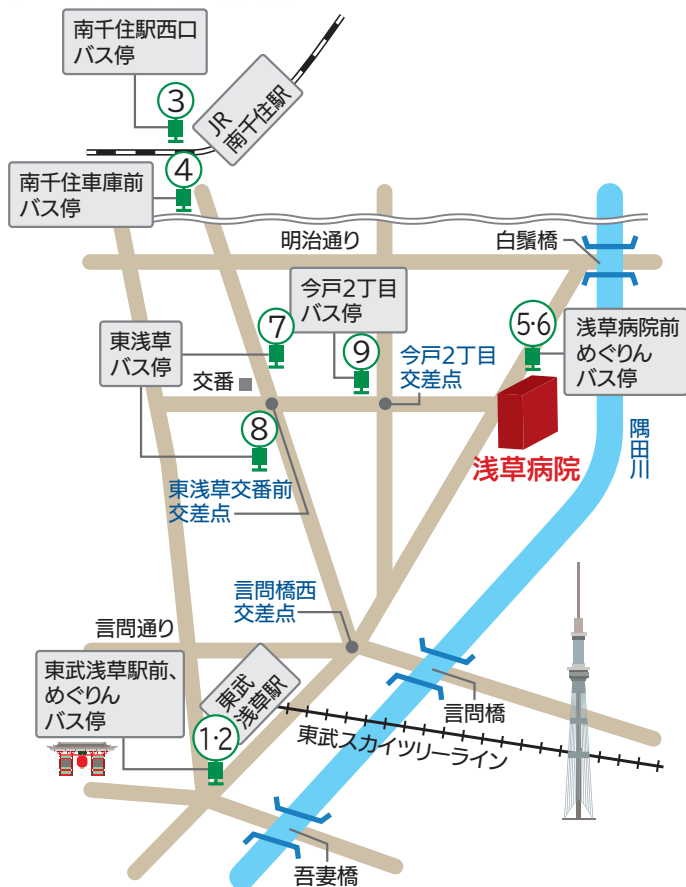 南千住駅西口
バス停
③
JR
南千住駅
④
南千住車庫前
バス停
明治通り
白鬚橋
今戸2丁目
バス停
⑦
⑨
5·6
東浅草
バス停
交番
今戸2丁目
交差点
浅草病院前
めぐりん
バス停
⑧
浅草病院
隅田川
東浅草交番前
交差点
言問橋西
交差点
言問通り
東武浅草駅前、
めぐりん
バス停
東武
浅草駅
1·2
言問橋
東武スカイツリーライン
吾妻橋